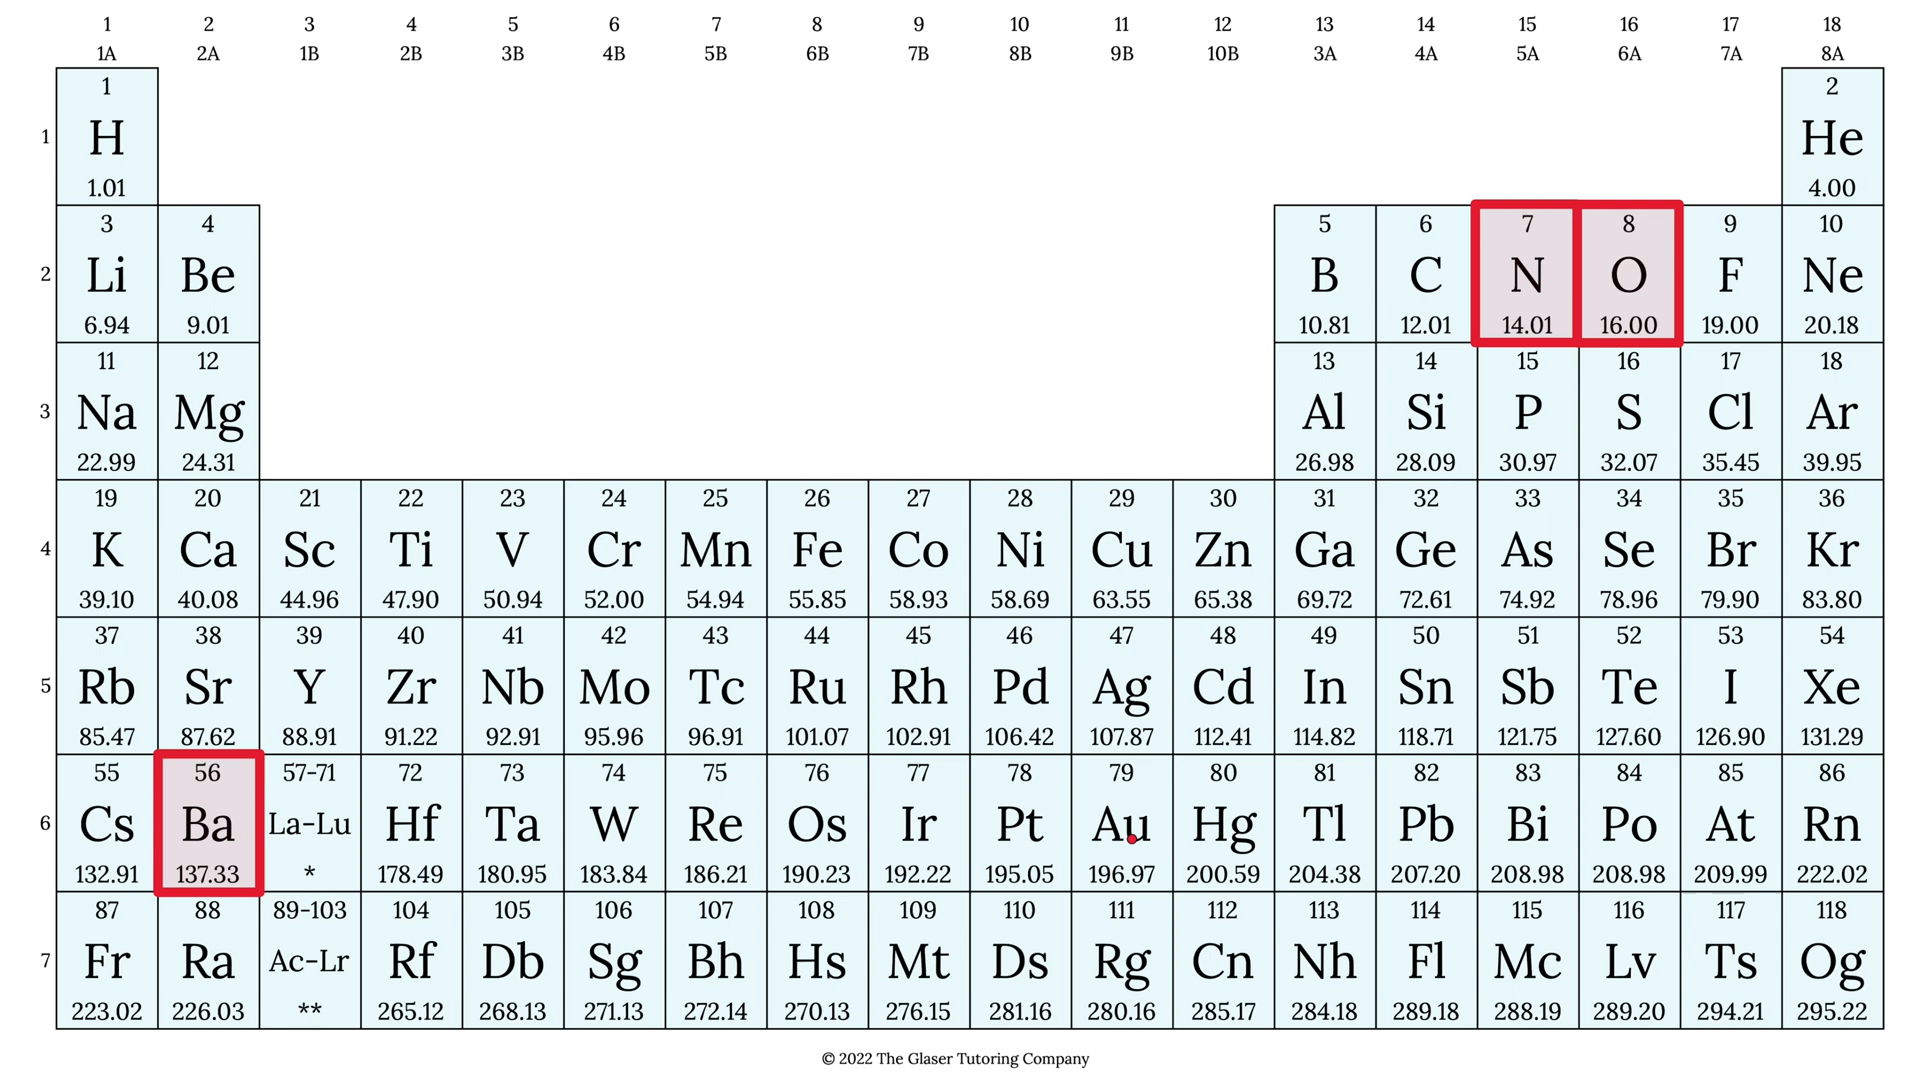 1 2 3 4 5 6 7 8 9 10 11 12 13 14 15 16 17 18
1A 2A 1B 2B 3B 4B 5B 6B 7B 8B 9B 10B 3A 4A 5A 6A 7A 8A
1 2
1 H He
1.01 4.00
3 4 5 6 7 8 9 10
2 Li Be B C N O F Ne
6.94 9.01 10.81 12.01 14.01 16.00 19.00 20.18
11 12 13 14 15 16 17 18
3 Na Mg Al Si P S Cl Ar
22.99 24.31 26.98 28.09 30.97 32.07 35.45 39.95
19 20 21 22 23 24 25 26 27 28 29 30 31 32 33 34 35 36
4 K Ca Sc Ti V Cr Mn Fe Co Ni Cu Zn Ga Ge As Se Br Kr
39.10 40.08 44.96 47.90 50.94 52.00 54.94 55.85 58.93 58.69 63.55 65.38 69.72 72.61 74.92 78.96 79.90 83.80
37 38 39 40 41 42 43 44 45 46 47 48 49 50 51 52 53 54
5 Rb Sr Y Zr Nb Mo Tc Ru Rh Pd Ag Cd In Sn Sb Te I Xe
85.47 87.62 88.91 91.22 92.91 95.96 96.91 101.07 102.91 106.42 107.87 112.41 114.82 118.71 121.75 127.60 126.90 131.29
55 56 57-71 72 73 74 75 76 77 78 79 80 81 82 83 84 85 86
6 Cs Ba La-Lu Hf Ta W Re Os Ir Pt Au Hg Tl Pb Bi Po At Rn
132.91 137.33 * 178.49 180.95 183.84 186.21 190.23 192.22 195.05 196.97 200.59 204.38 207.20 208.98 208.98 209.99 222.02
87 88 89-103 104 105 106 107 108 109 110 111 112 113 114 115 116 117 118
7 Fr Ra Ac-Lr Rf Db Sg Bh Hs Mt Ds Rg Cn Nh Fl Mc Lv Ts Og
223.02 226.03 ** 265.12 268.13 271.13 272.14 270.13 276.15 281.16 280.16 285.17 284.18 289.18 288.19 289.20 294.21 295.22
© 2022 The Glaser Tutoring Company